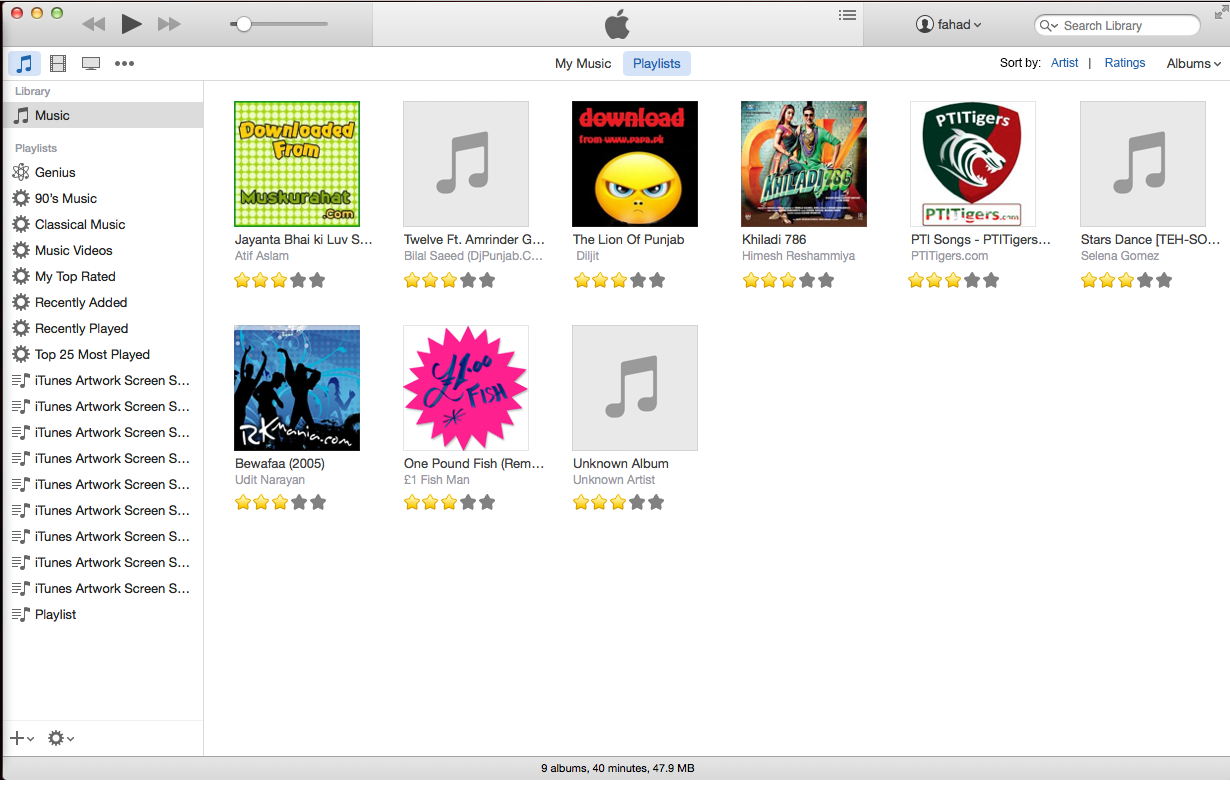 fahad
Search Library
My Music
Playlists
Sort by: Artist | Ratings Albums
Library
Music
Playlists
Genius
90's Music
Classical Music
Music Videos
My Top Rated
Recently Added
Recently Played
Top 25 Most Played
iTunes Artwork Screen S...
iTunes Artwork Screen S...
iTunes Artwork Screen S...
iTunes Artwork Screen S...
iTunes Artwork Screen S...
iTunes Artwork Screen S...
iTunes Artwork Screen S...
iTunes Artwork Screen S...
iTunes Artwork Screen S...
Playlist
Downloaded
From
Muskurahat
.com
Jayanta Bhai ki Luv S...
Atif Aslam
Twelve Ft. Amrinder G...
Bilal Saeed (DjPunjab.C...
download
from www.papa.pk
The Lion Of Punjab
Diljit
KHILADI 786
Khiladi 786
Himesh Reshammiya
PTITigers
PTITigers.com
PTI Songs - PTITigers...
PTITigers.com
Stars Dance [TEH-SO...
Selena Gomez
RKmania.com
Bewafaa (2005)
Udit Narayan
£1.00
FISH
One Pound Fish (Rem...
£1 Fish Man
Unknown Album
Unknown Artist
9 albums, 40 minutes, 47.9 MB